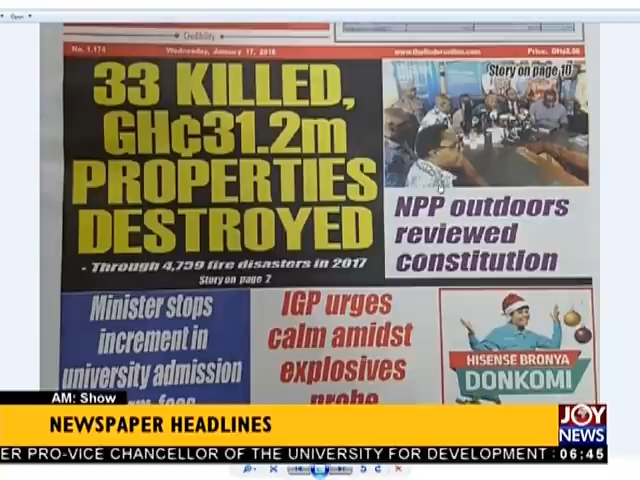 Open
Credibility
No. 1,174 Wednesday, January 17, 2018 www.thefinderonline.com Price: GH¢2.00
33 KILLED,
GH¢31.2m
PROPERTIES
DESTROYED
- Through 4,759 fire disasters in 2017
Story on page 2
Story on page 10
NPP outdoors
reviewed
constitution
Minister stops
increment in
university admission
IGP urges
calm amidst
explosives
probe
HISENSE BRONYA
DONKOMI
AM: Show
NEWSPAPER HEADLINES
JOY
NEWS
ER PRO-VICE CHANCELLOR OF THE UNIVERSITY FOR DEVELOPMENT
06:45